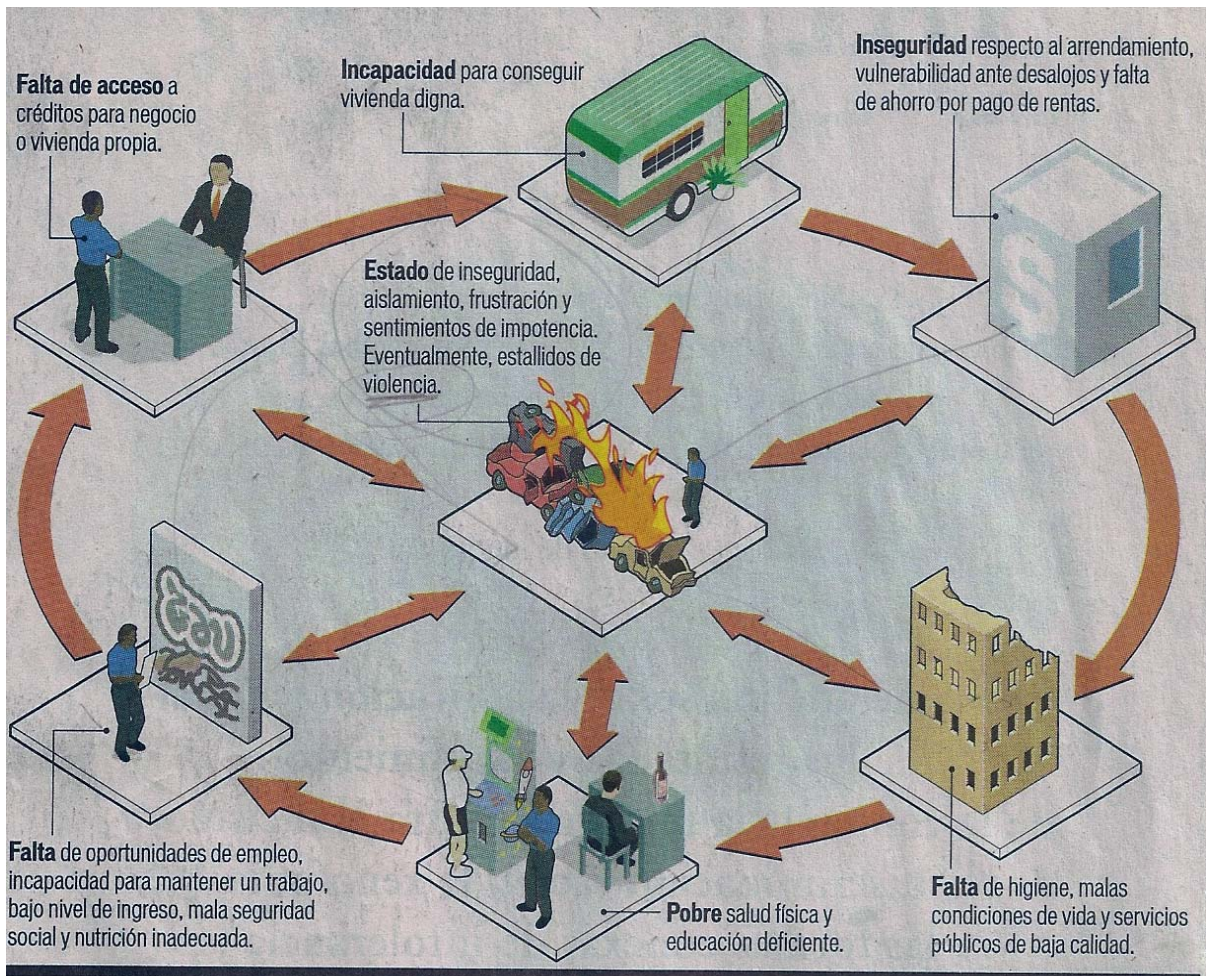 Falta de acceso a
créditos para negocio
o vivienda propia.
Incapacidad para conseguir
vivienda digna.
Inseguridad respecto al arrendamiento,
vulnerabilidad ante desalojos y falta
de ahorro por pago de rentas.
$
Estado de inseguridad,
aislamiento, frustración y
sentimientos de impotencia.
Eventualmente, estallidos de
violencia.
Falta de oportunidades de empleo,
incapacidad para mantener un trabajo,
bajo nivel de ingreso, mala seguridad
social y nutrición inadecuada.
Pobre salud física y
educación deficiente.
Falta de higiene, malas
condiciones de vida y servicios
públicos de baja calidad.